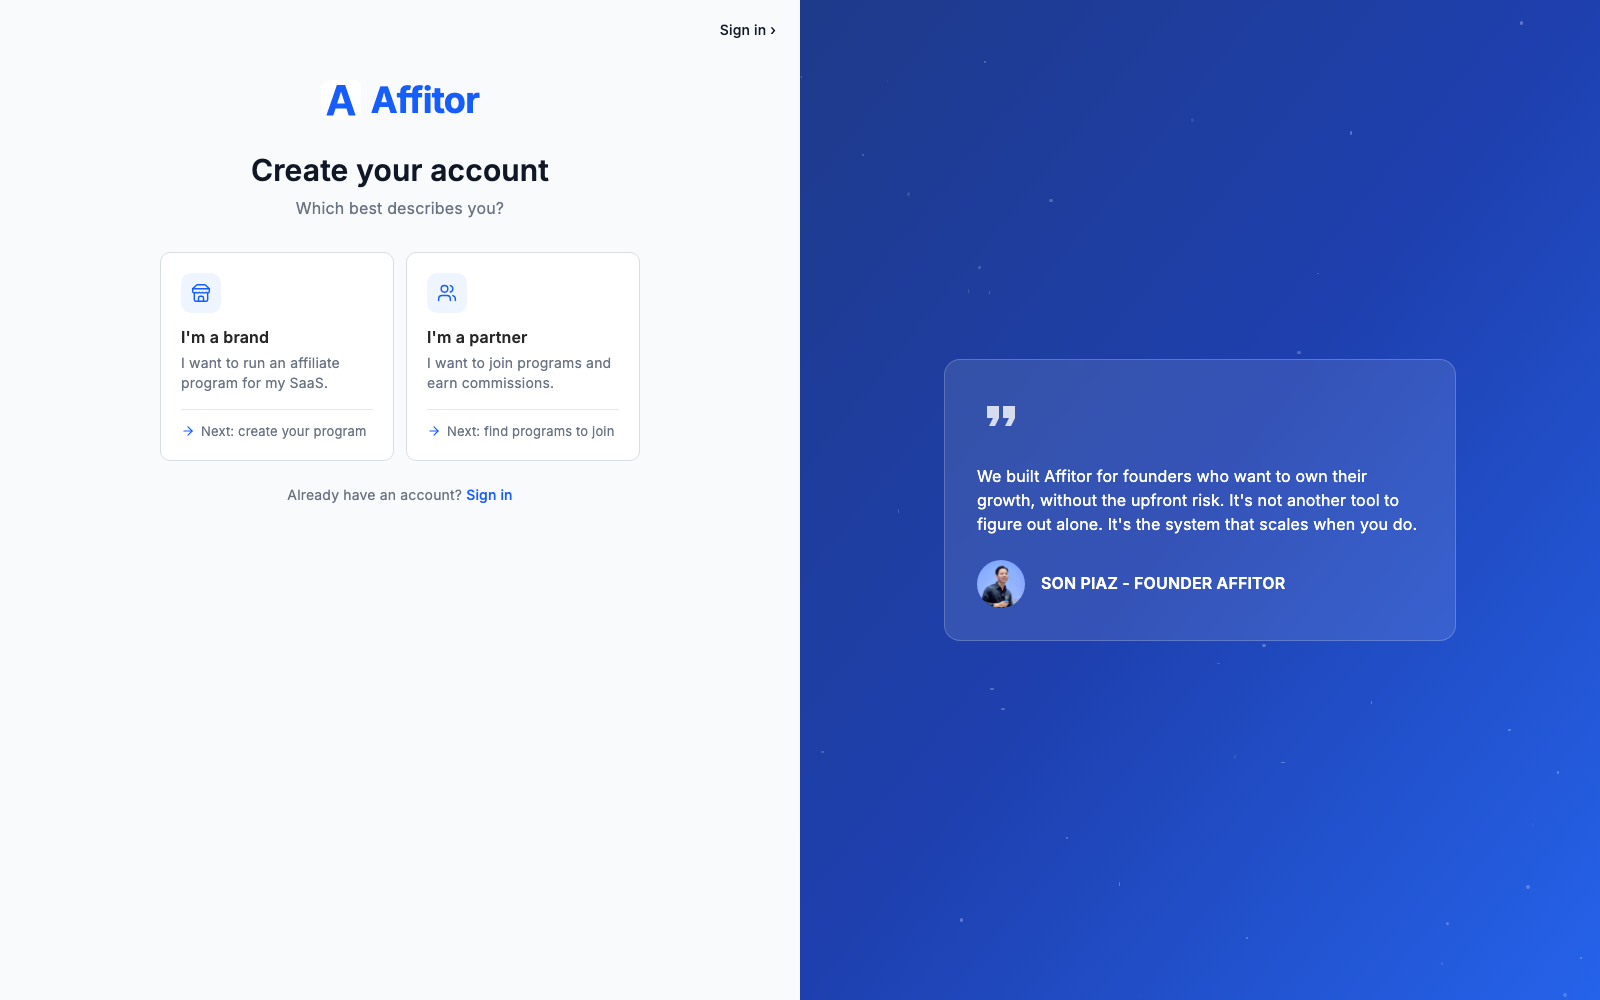 Sign in ›
A Affitor
Create your account
Which best describes you?
I'm a brand
I want to run an affiliate
program for my SaaS.
→ Next: create your program
I'm a partner
I want to join programs and
earn commissions.
→ Next: find programs to join
Already have an account? Sign in
”
We built Affitor for founders who want to own their
growth, without the upfront risk. It's not another tool to
figure out alone. It's the system that scales when you do.
SON PIAZ - FOUNDER AFFITOR